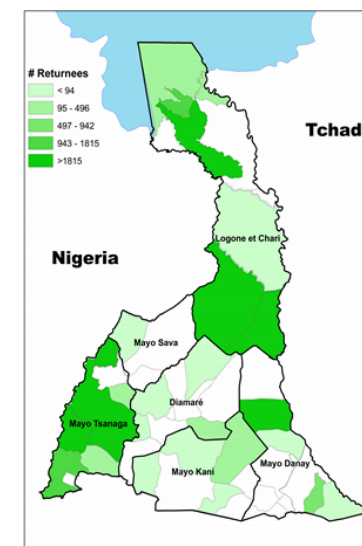 # Returnees
< 94
95 - 496
497 - 942
943 - 1815
>1815
Tchad
Logone et Chari
Nigeria
Mayo Sava
Diamaré
Mayo Tsanaga
Mayo Kani
Mayo Danay